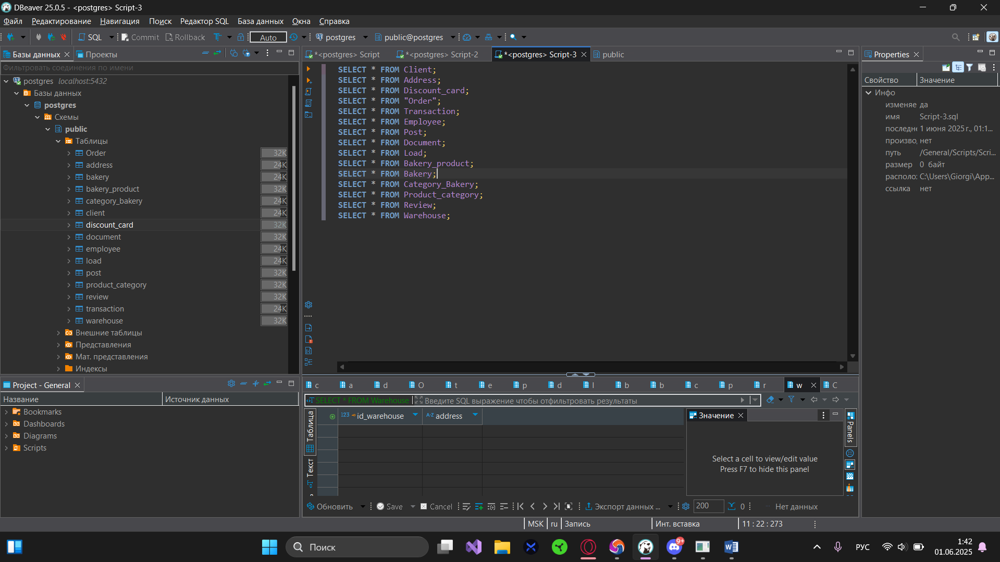 DBeaver 25.0.5 - <postgres> Script-3
Файл Редактирование Навигация Поиск Редактор SQL База данных Окна Справка
SQL Commit Rollback Auto postgres public@postgres
Базы данных Проекты
Фильтровать соединения по имени
postgres localhost:5432
Базы данных
postgres
Схемы
public
Таблицы
Order 32K
address 24K
bakery 24K
bakery_product 32K
category_bakery 24K
client 24K
discount_card 32K
document 32K
employee 24K
load 24K
post 32K
product_category 32K
review 32K
transaction 24K
warehouse 32K
Внешние таблицы
Представления
Мат. представления
Индексы
Project - General
Название Источник данных
Bookmarks
Dashboards
Diagrams
Scripts
*<postgres> Script *<postgres> Script-2 *<postgres> Script-3 public
SELECT * FROM Client;
SELECT * FROM Address;
SELECT * FROM Discount_card;
SELECT * FROM "Order";
SELECT * FROM Transaction;
SELECT * FROM Employee;
SELECT * FROM Post;
SELECT * FROM Document;
SELECT * FROM Load;
SELECT * FROM Bakery_product;
SELECT * FROM Bakery;
SELECT * FROM Category_Bakery;
SELECT * FROM Product_category;
SELECT * FROM Review;
SELECT * FROM Warehouse;
c a d O t e p d l b b c p r w С
SELECT * FROM Warehouse Введите SQL выражение чтобы отфильтровать результаты
Таблица
Текст
123 id_warehouse A-Z address
Значение
Select a cell to view/edit value
Press F7 to hide this panel
Panels
Обновить Save Cancel Экспорт данных ... 200 0 Нет данных
MSK ru Запись Инт. вставка 11 : 22 : 273
Properties
Свойство Значение
Инфо
изменяе да
имя Script-3.sql
последне 1 июня 2025 г., 01:1...
произво, нет
путь /General/Scripts/Scri...
размер 0 байт
располо: C:\Users\Giorgi\App...
ссылка нет
Поиск
9+
РУС
1:42
01.06.2025